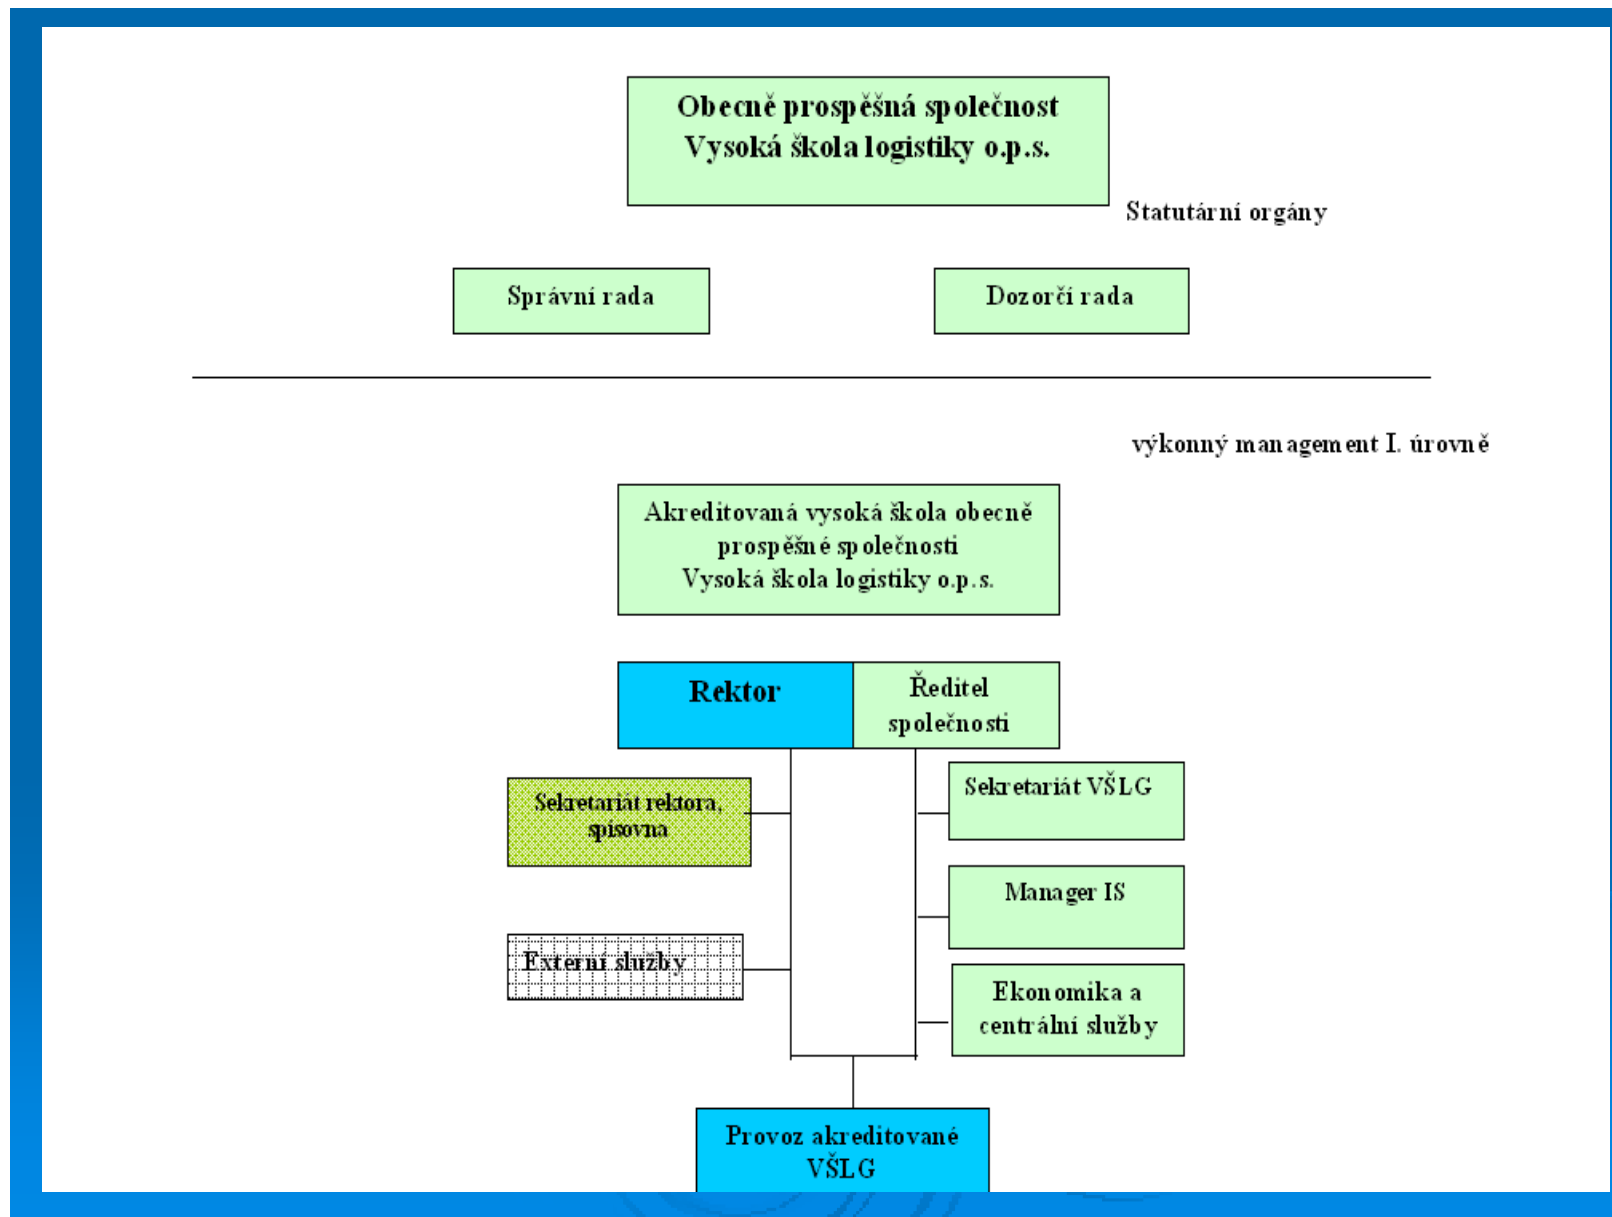 Obecně prospěšná společnost
Vysoká škola logistiky o.p.s.
Statutární orgány
Správní rada
Dozorčí rada
výkonný management I. úrovně
Akreditovaná vysoká škola obecně
prospěšné společnosti
Vysoká škola logistiky o.p.s.
Rektor
Ředitel
společnosti
Sekretariát rektora,
spisovna
Sekretariát VŠLG
Manager IS
Externí služby
Ekonomika a
centrální služby
Provoz akreditované
VŠLG